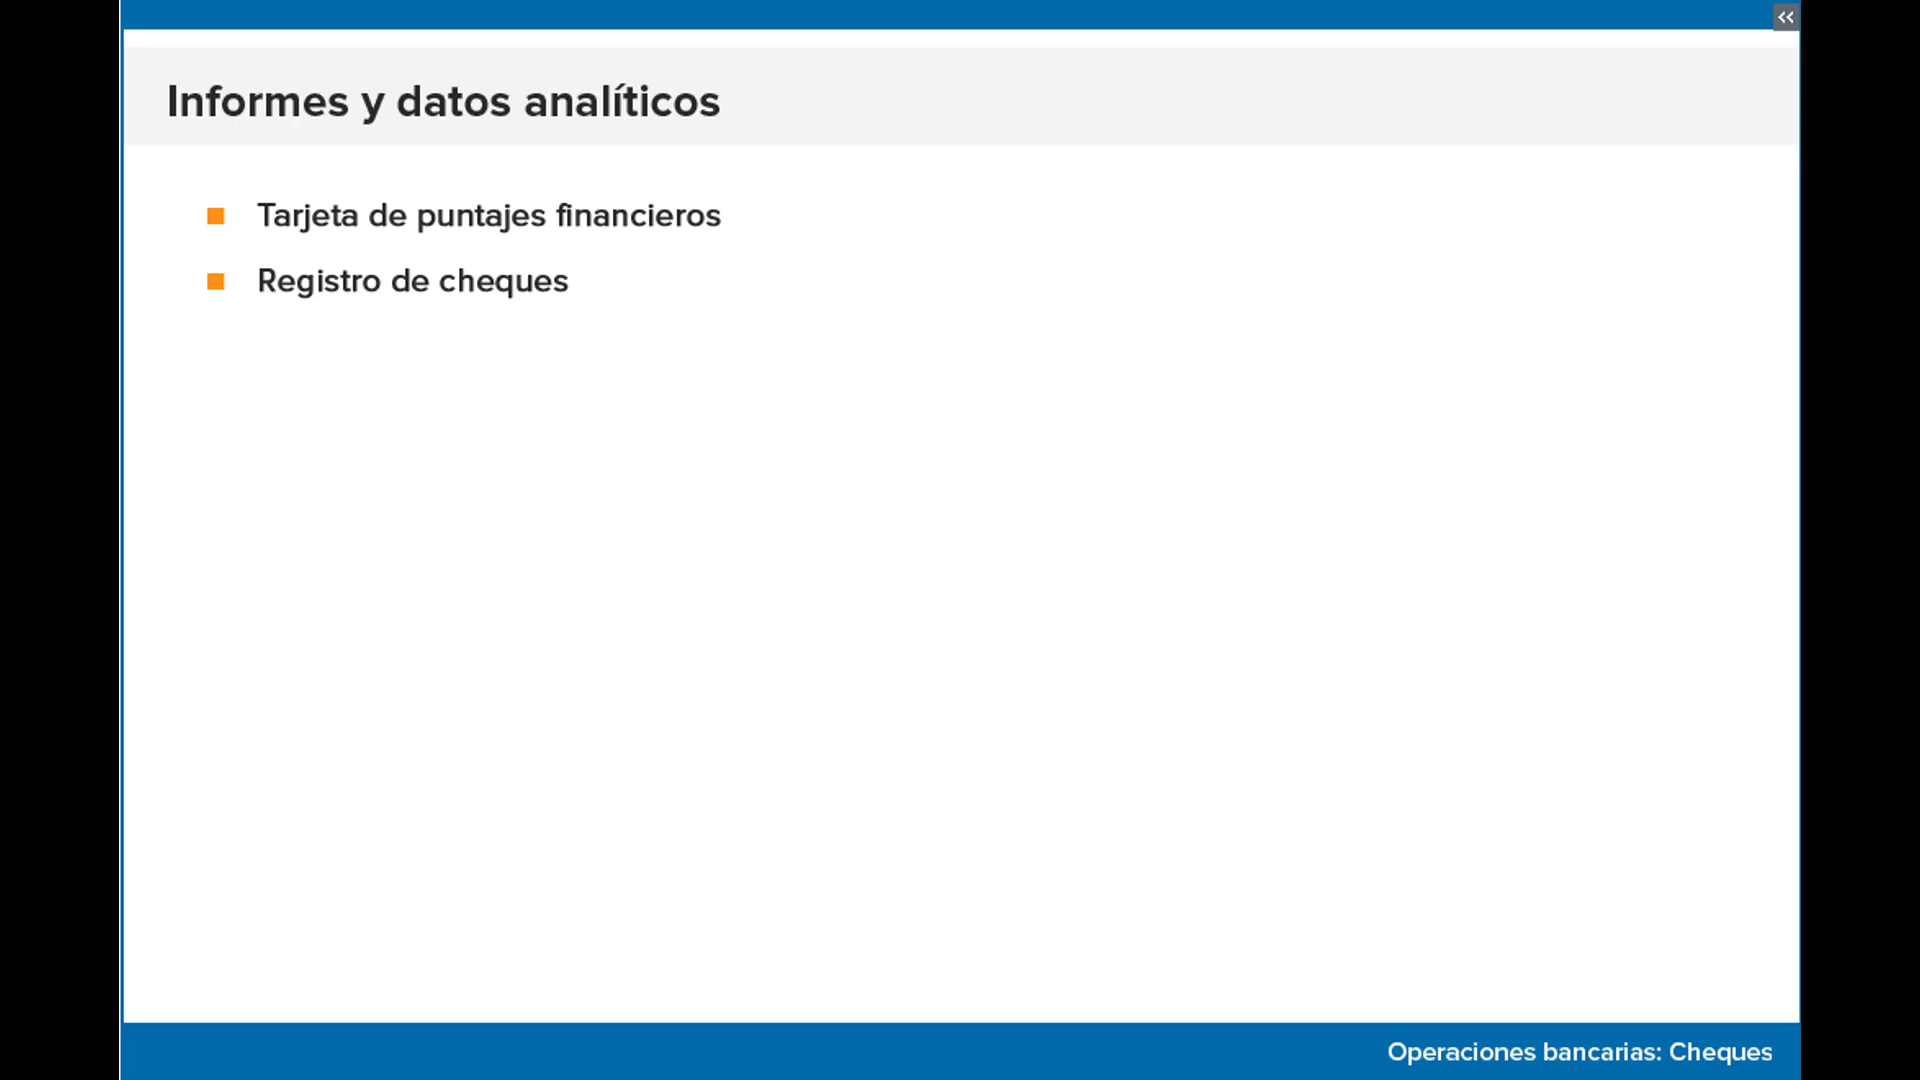 Informes y datos analíticos
Tarjeta de puntajes financieros
Registro de cheques
Operaciones bancarias: Cheques